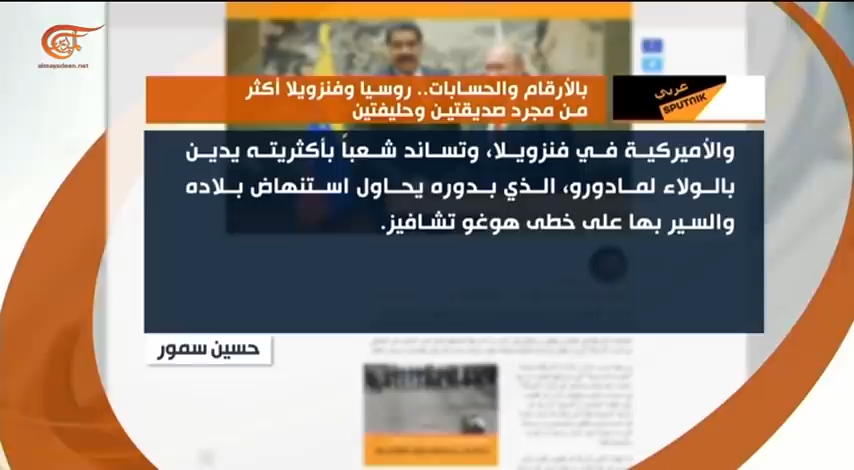 الميادين
almayadeen.net
بالأرقام والحسابات.. روسيا وفنزويلا أكثر
من مجرد صديقتين وحليفتين
عربي
SPUTNIK
والأميركية في فنزويلا، وتساند شعباً بأكثريته يدين
بالولاء لمادورو، الذي بدوره يحاول استنهاض بلاده
والسير بها على خطى هوغو تشافيز.
حسين سمور